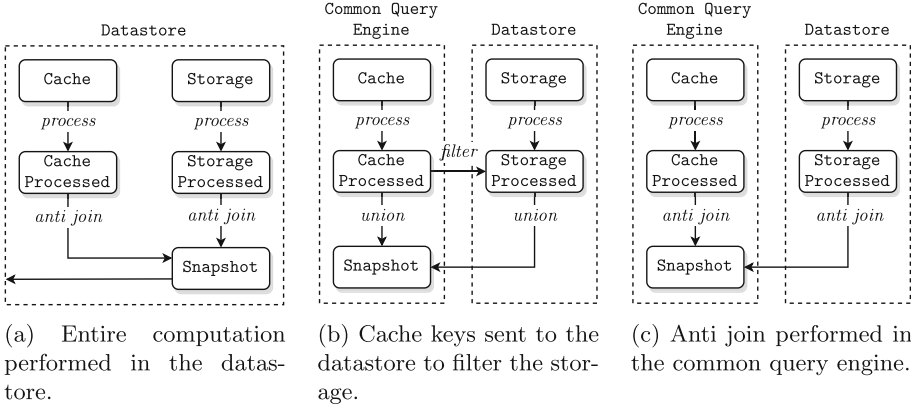 Datastore
Cache
Storage
process
process
Cache
Processed
Storage
Processed
anti join
anti join
Snapshot
(a) Entire computation
performed in the datas-
tore.
Common Query
Engine
Datastore
Cache
Storage
process
process
filter
Cache
Processed
Storage
Processed
union
union
Snapshot
(b) Cache keys sent to the
datastore to filter the stor-
age.
Common Query
Engine
Datastore
Cache
Storage
process
process
Cache
Processed
Storage
Processed
anti join
anti join
Snapshot
(c) Anti join performed in
the common query engine.